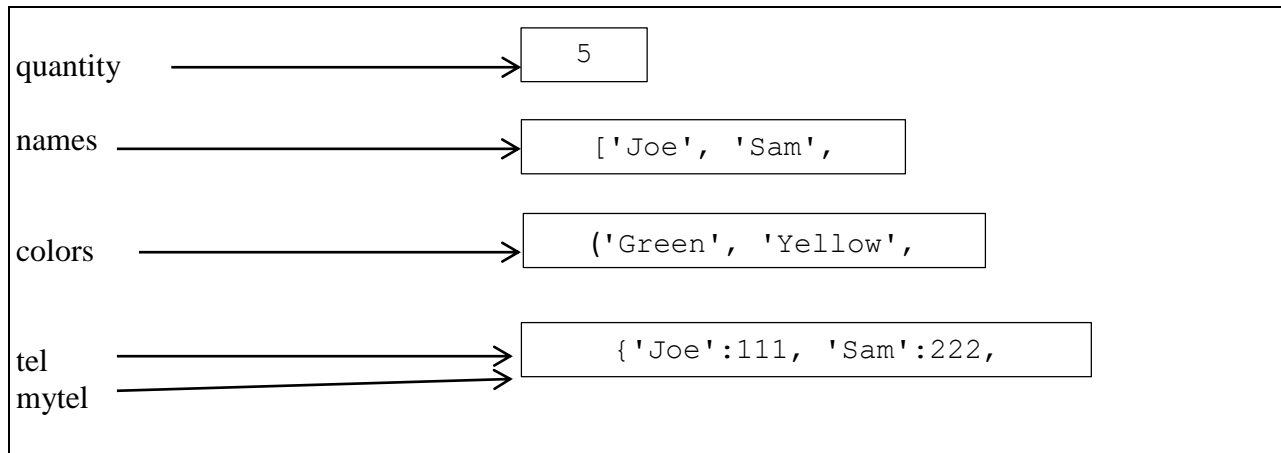 quantity 5
names ['Joe', 'Sam',
colors ('Green', 'Yellow',
tel {'Joe':111, 'Sam':222,
mytel